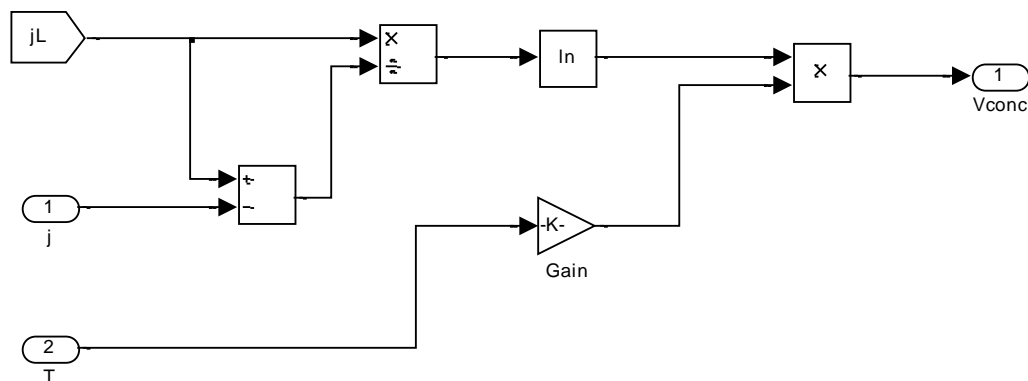 jL
×
÷
ln
×
1
Vconc
+
−
1
j
-K-
Gain
2
T